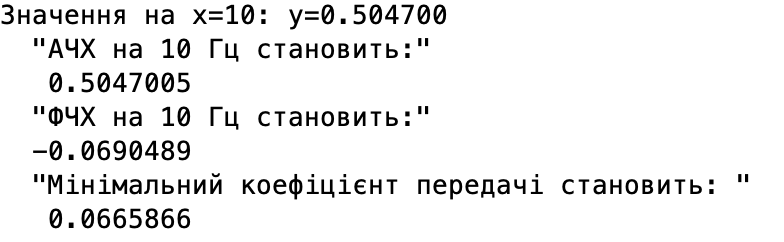 Значення на x=10: y=0.504700
"АЧХ на 10 Гц становить:"
0.5047005
"ФЧХ на 10 Гц становить:"
-0.0690489
"Мінімальний коефіцієнт передачі становить: "
0.0665866